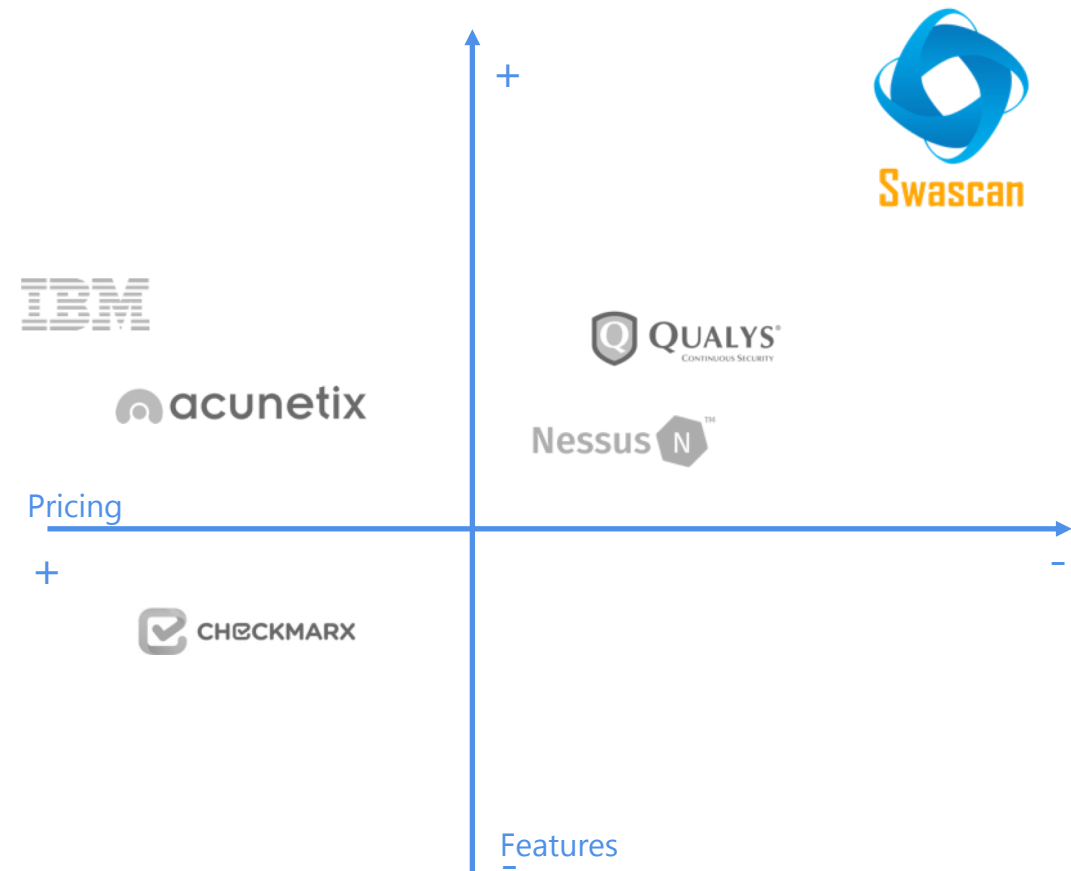 +
Swascan
IBM
QUALYS®
CONTINUOUS SECURITY
acunetix
Nessus N ™
Pricing
+
-
CHECKMARX
Features
-